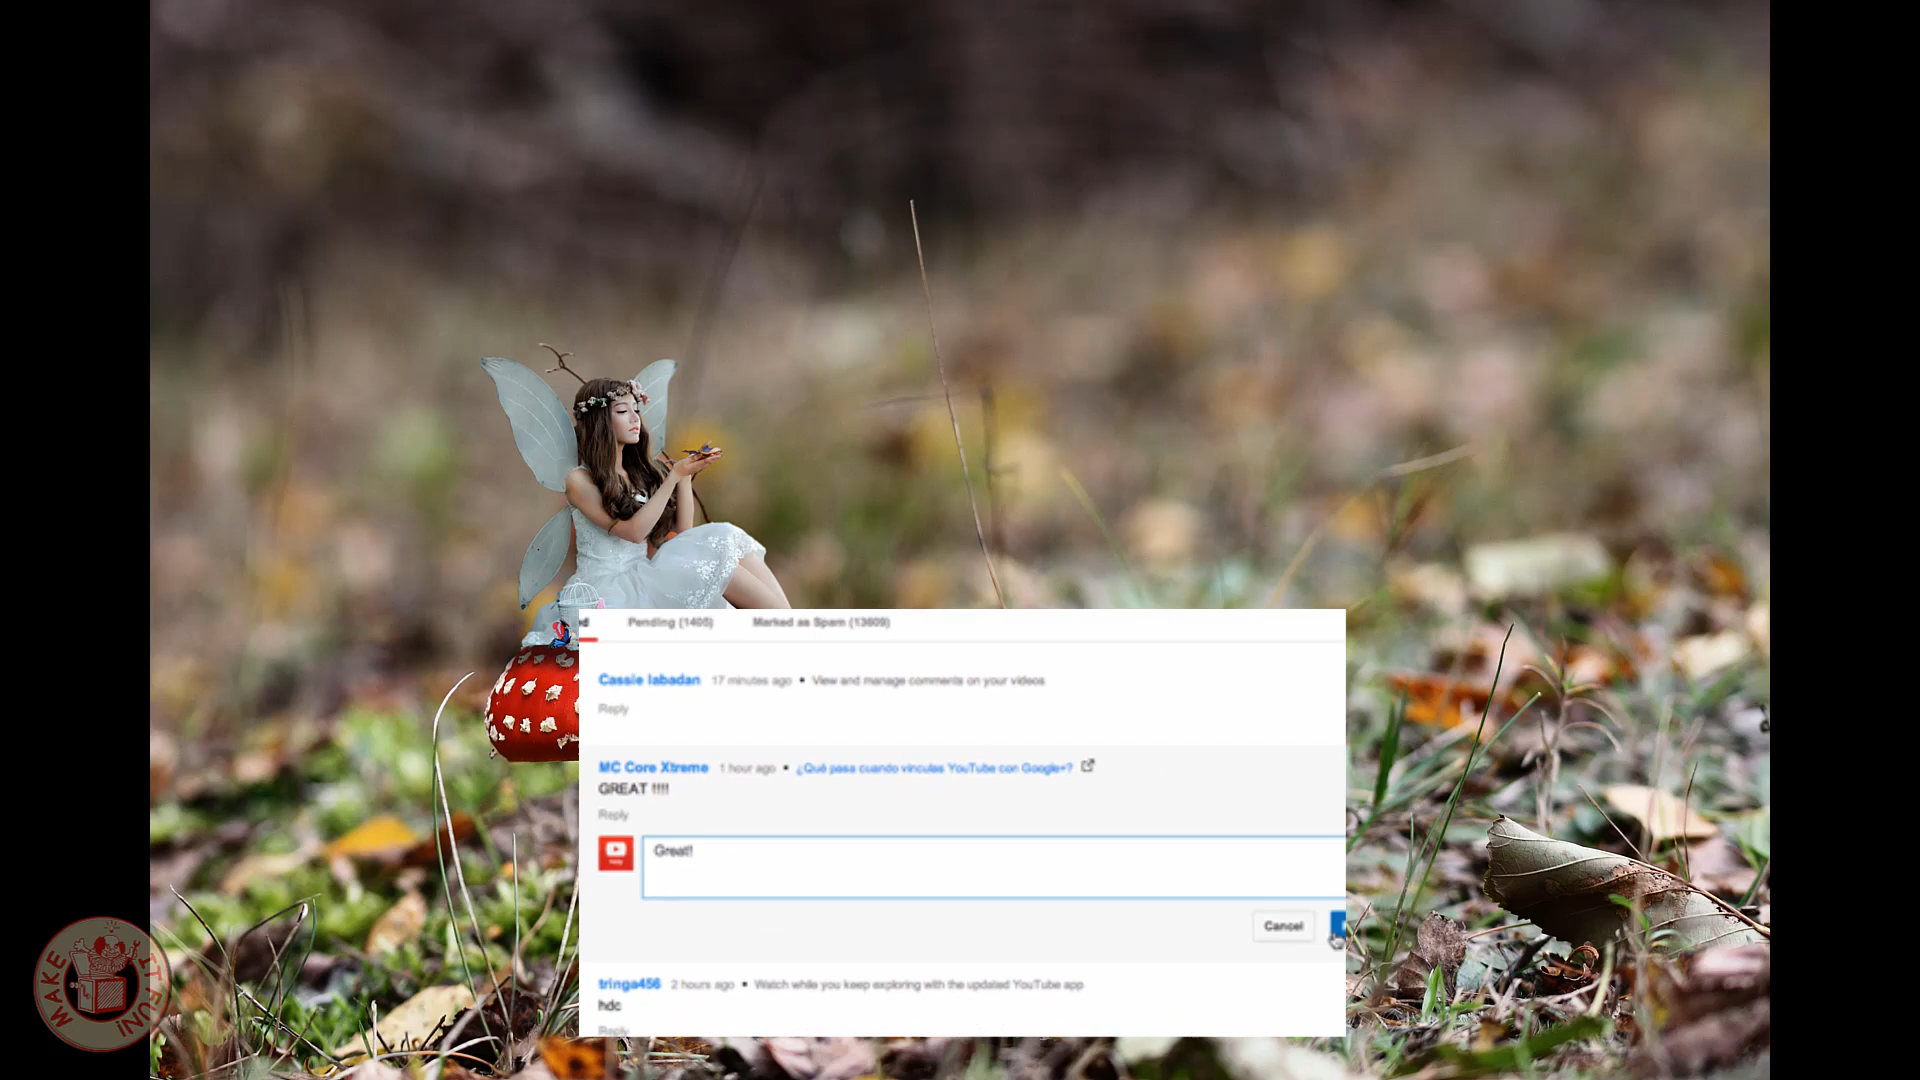 ed Pending (1405) Marked as Spam (13609)
Cassie labadan 17 minutes ago • View and manage comments on your videos
Reply
MC Core Xtreme 1 hour ago • ¿Qué pasa cuando vinculas YouTube con Google+?
GREAT !!!!
Reply
Great!
Cancel
tringa456 2 hours ago • Watch while you keep exploring with the updated YouTube app
hdc
Reply
MAKE IT FUN!